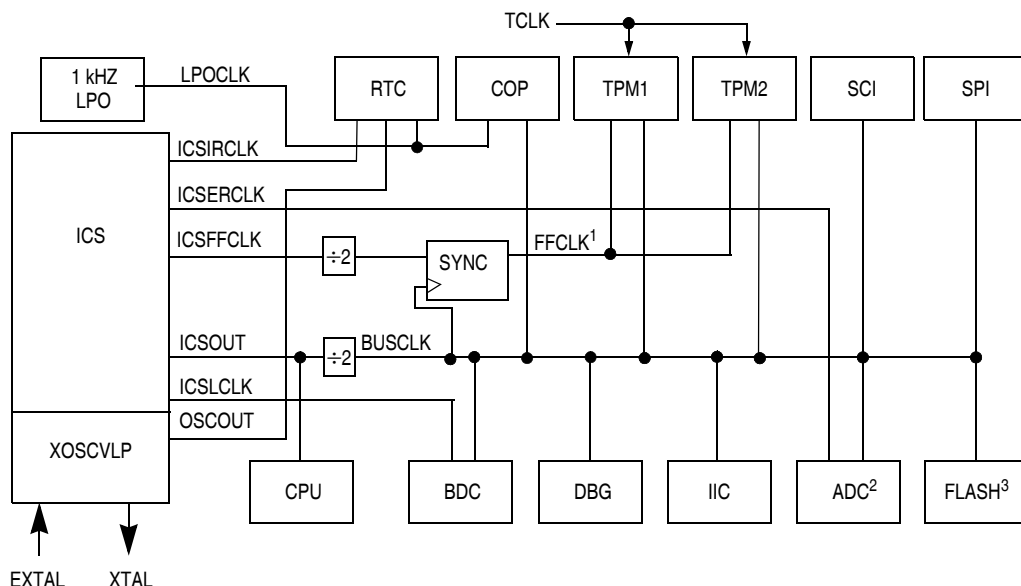 TCLK
1 kHZ
LPO
LPOCLK
RTC
COP
TPM1
TPM2
SCI
SPI
ICSIRCLK
ICSERCLK
ICS
ICSFFCLK
÷2
SYNC
FFCLK¹
ICSOUT
÷2
BUSCLK
ICSLCLK
OSCOUT
XOSCVLP
CPU
BDC
DBG
IIC
ADC²
FLASH³
EXTAL
XTAL